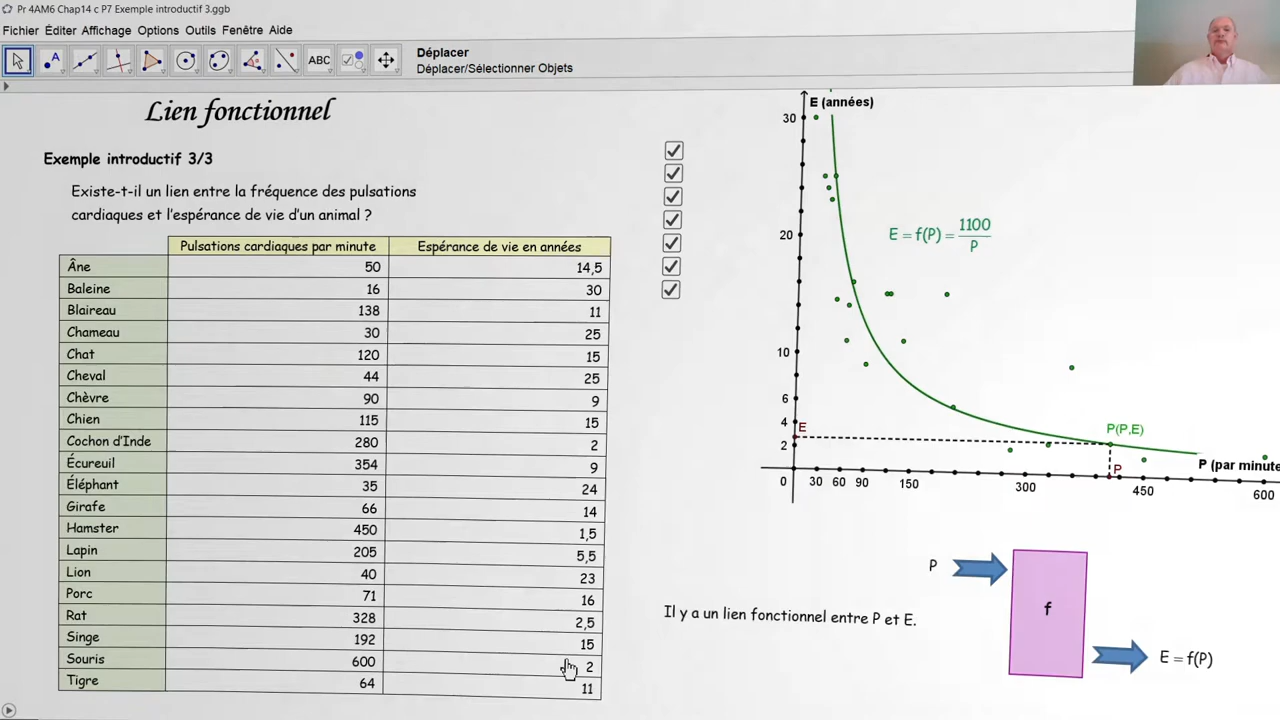 Pr 4AM6 Chap14 c P7 Exemple introductif 3.ggb
Fichier Éditer Affichage Options Outils Fenêtre Aide
A
ABC
Déplacer
Déplacer/Sélectionner Objets
Lien fonctionnel
Exemple introductif 3/3
Existe-t-il un lien entre la fréquence des pulsations
cardiaques et l'espérance de vie d'un animal ?
Pulsations cardiaques par minute Espérance de vie en années
Âne 50 14,5
Baleine 16 30
Blaireau 138 11
Chameau 30 25
Chat 120 15
Cheval 44 25
Chèvre 90 9
Chien 115 15
Cochon d'Inde 280 2
Écureuil 354 9
Éléphant 35 24
Girafe 66 14
Hamster 450 1,5
Lapin 205 5,5
Lion 40 23
Porc 71 16
Rat 328 2,5
Singe 192 15
Souris 600 2
Tigre 64 11
E (années)
30
20
10
6
4
2
E
E = f(P) = 1100/P
P(P,E)
P
P (par minute
0 30 60 90 150 300 450 600
Il y a un lien fonctionnel entre P et E.
P
f
E = f(P)